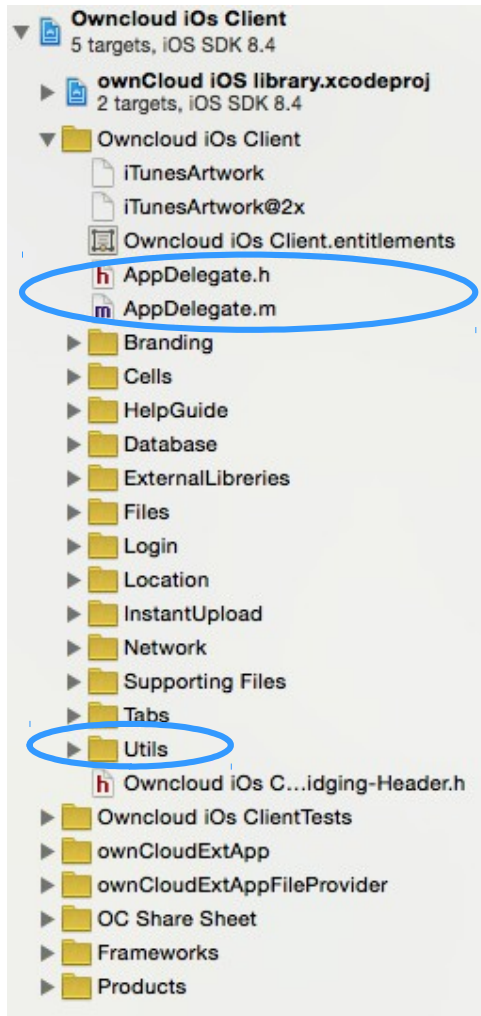 Owncloud iOs Client
5 targets, iOS SDK 8.4
ownCloud iOS library.xcodeproj
2 targets, iOS SDK 8.4
Owncloud iOs Client
iTunesArtwork
iTunesArtwork@2x
Owncloud iOs Client.entitlements
h AppDelegate.h
m AppDelegate.m
Branding
Cells
HelpGuide
Database
ExternalLibreries
Files
Login
Location
InstantUpload
Network
Supporting Files
Tabs
Utils
h Owncloud iOs C...idging-Header.h
Owncloud iOs ClientTests
ownCloudExtApp
ownCloudExtAppFileProvider
OC Share Sheet
Frameworks
Products